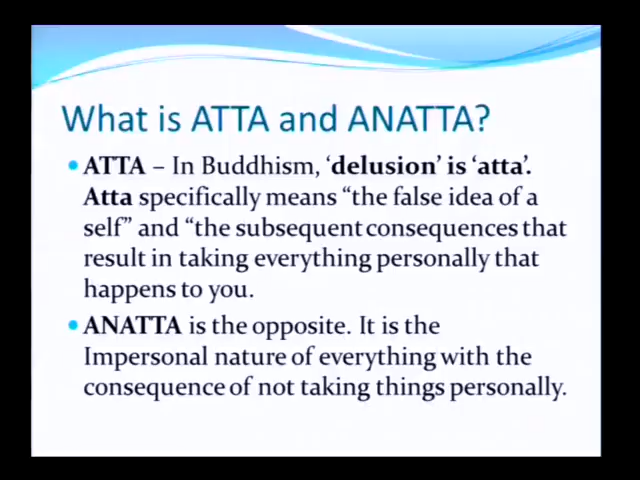 What is ATTA and ANATTA?
ATTA – In Buddhism, ‘delusion’ is ‘atta’.
Atta specifically means “the false idea of a
self” and “the subsequent consequences that
result in taking everything personally that
happens to you.
ANATTA is the opposite. It is the
Impersonal nature of everything with the
consequence of not taking things personally.